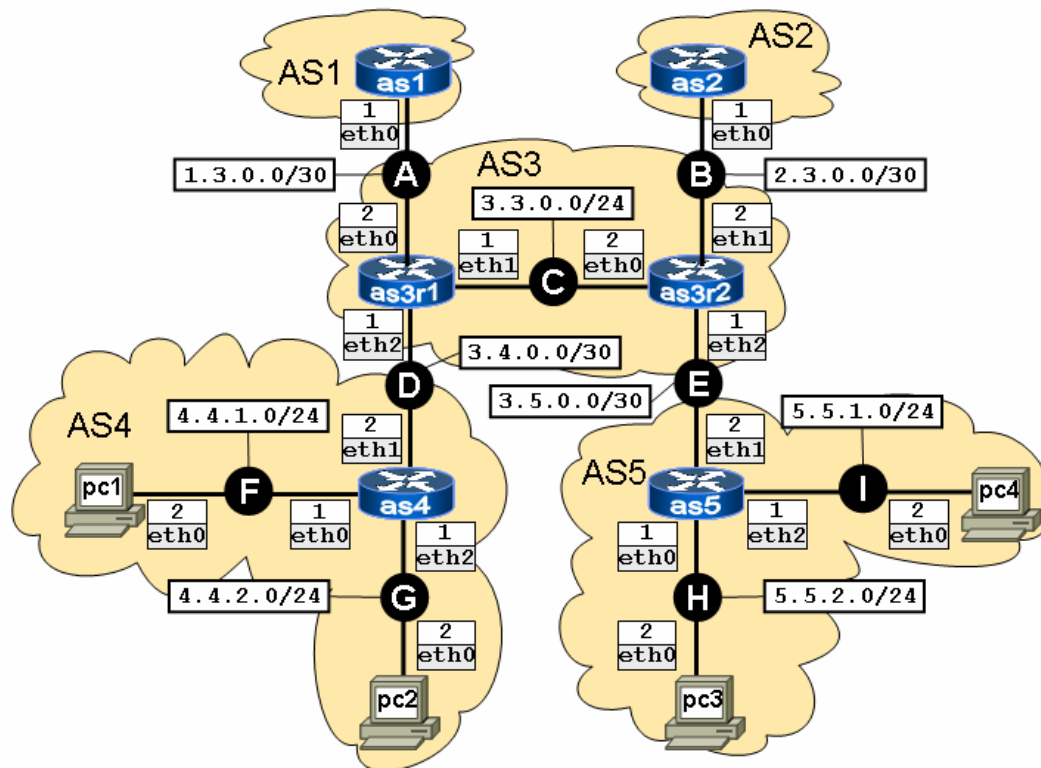 AS1
as1
AS2
as2
1
eth0
1
eth0
1.3.0.0/30
A
AS3
B
2.3.0.0/30
3.3.0.0/24
2
eth0
1
eth1
2
eth0
2
eth1
as3r1
C
as3r2
1
eth2
1
eth2
3.4.0.0/30
D
3.5.0.0/30
E
AS4
4.4.1.0/24
5.5.1.0/24
2
eth1
2
eth1
AS5
pc1
F
as4
as5
I
pc4
2
eth0
1
eth0
1
eth2
2
eth0
1
eth2
1
eth0
4.4.2.0/24
G
H
5.5.2.0/24
2
eth0
2
eth0
pc2
pc3